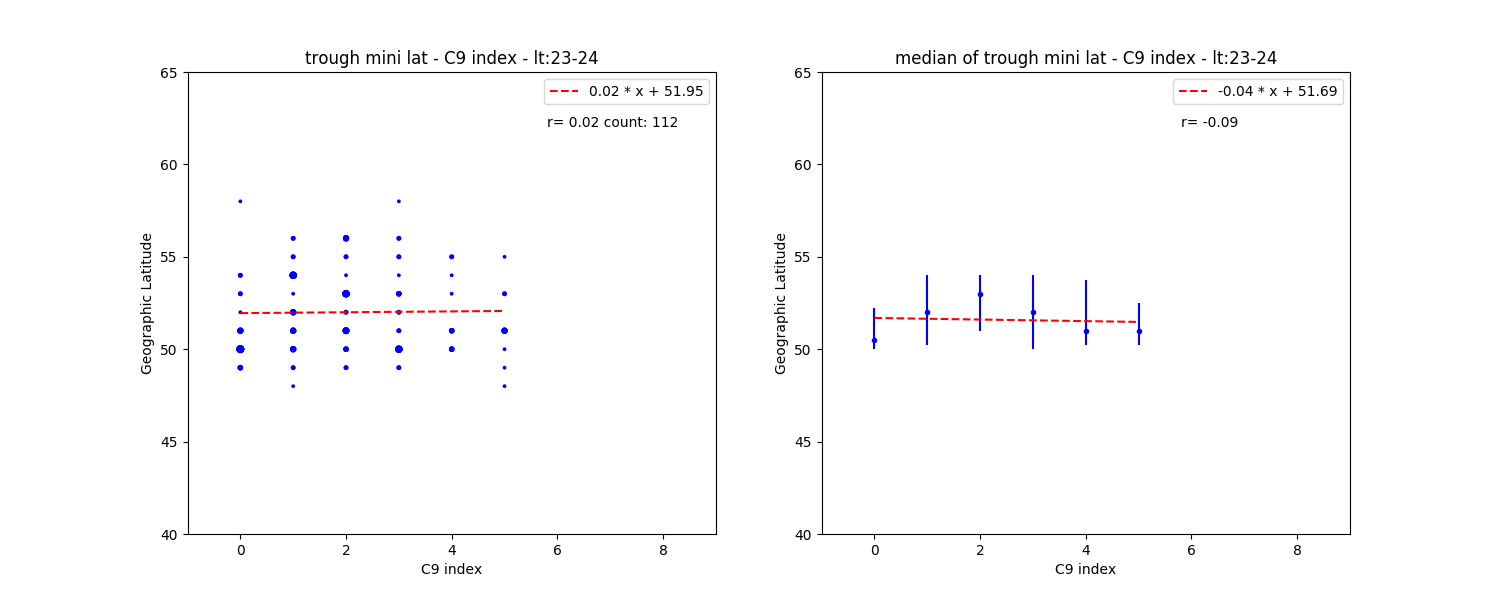 trough mini lat - C9 index - lt:23-24
65
60
55
50
45
40
Geographic Latitude
0.02 * x + 51.95
r= 0.02 count: 112
0 2 4 6 8
C9 index
median of trough mini lat - C9 index - lt:23-24
65
60
55
50
45
40
Geographic Latitude
-0.04 * x + 51.69
r= -0.09
0 2 4 6 8
C9 index